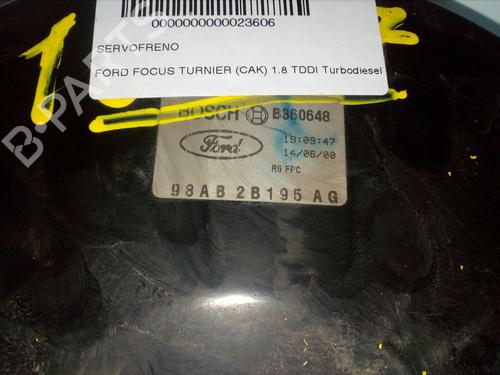 0000000000023606
SERVOFRENO
FORD FOCUS TURNIER (CAK) 1.8 TDDI Turbodiesel
BOSCH B360648
Ford
19:09:47
14/06/00
R6 FPC
98AB 2B195 AG
B-PARTS